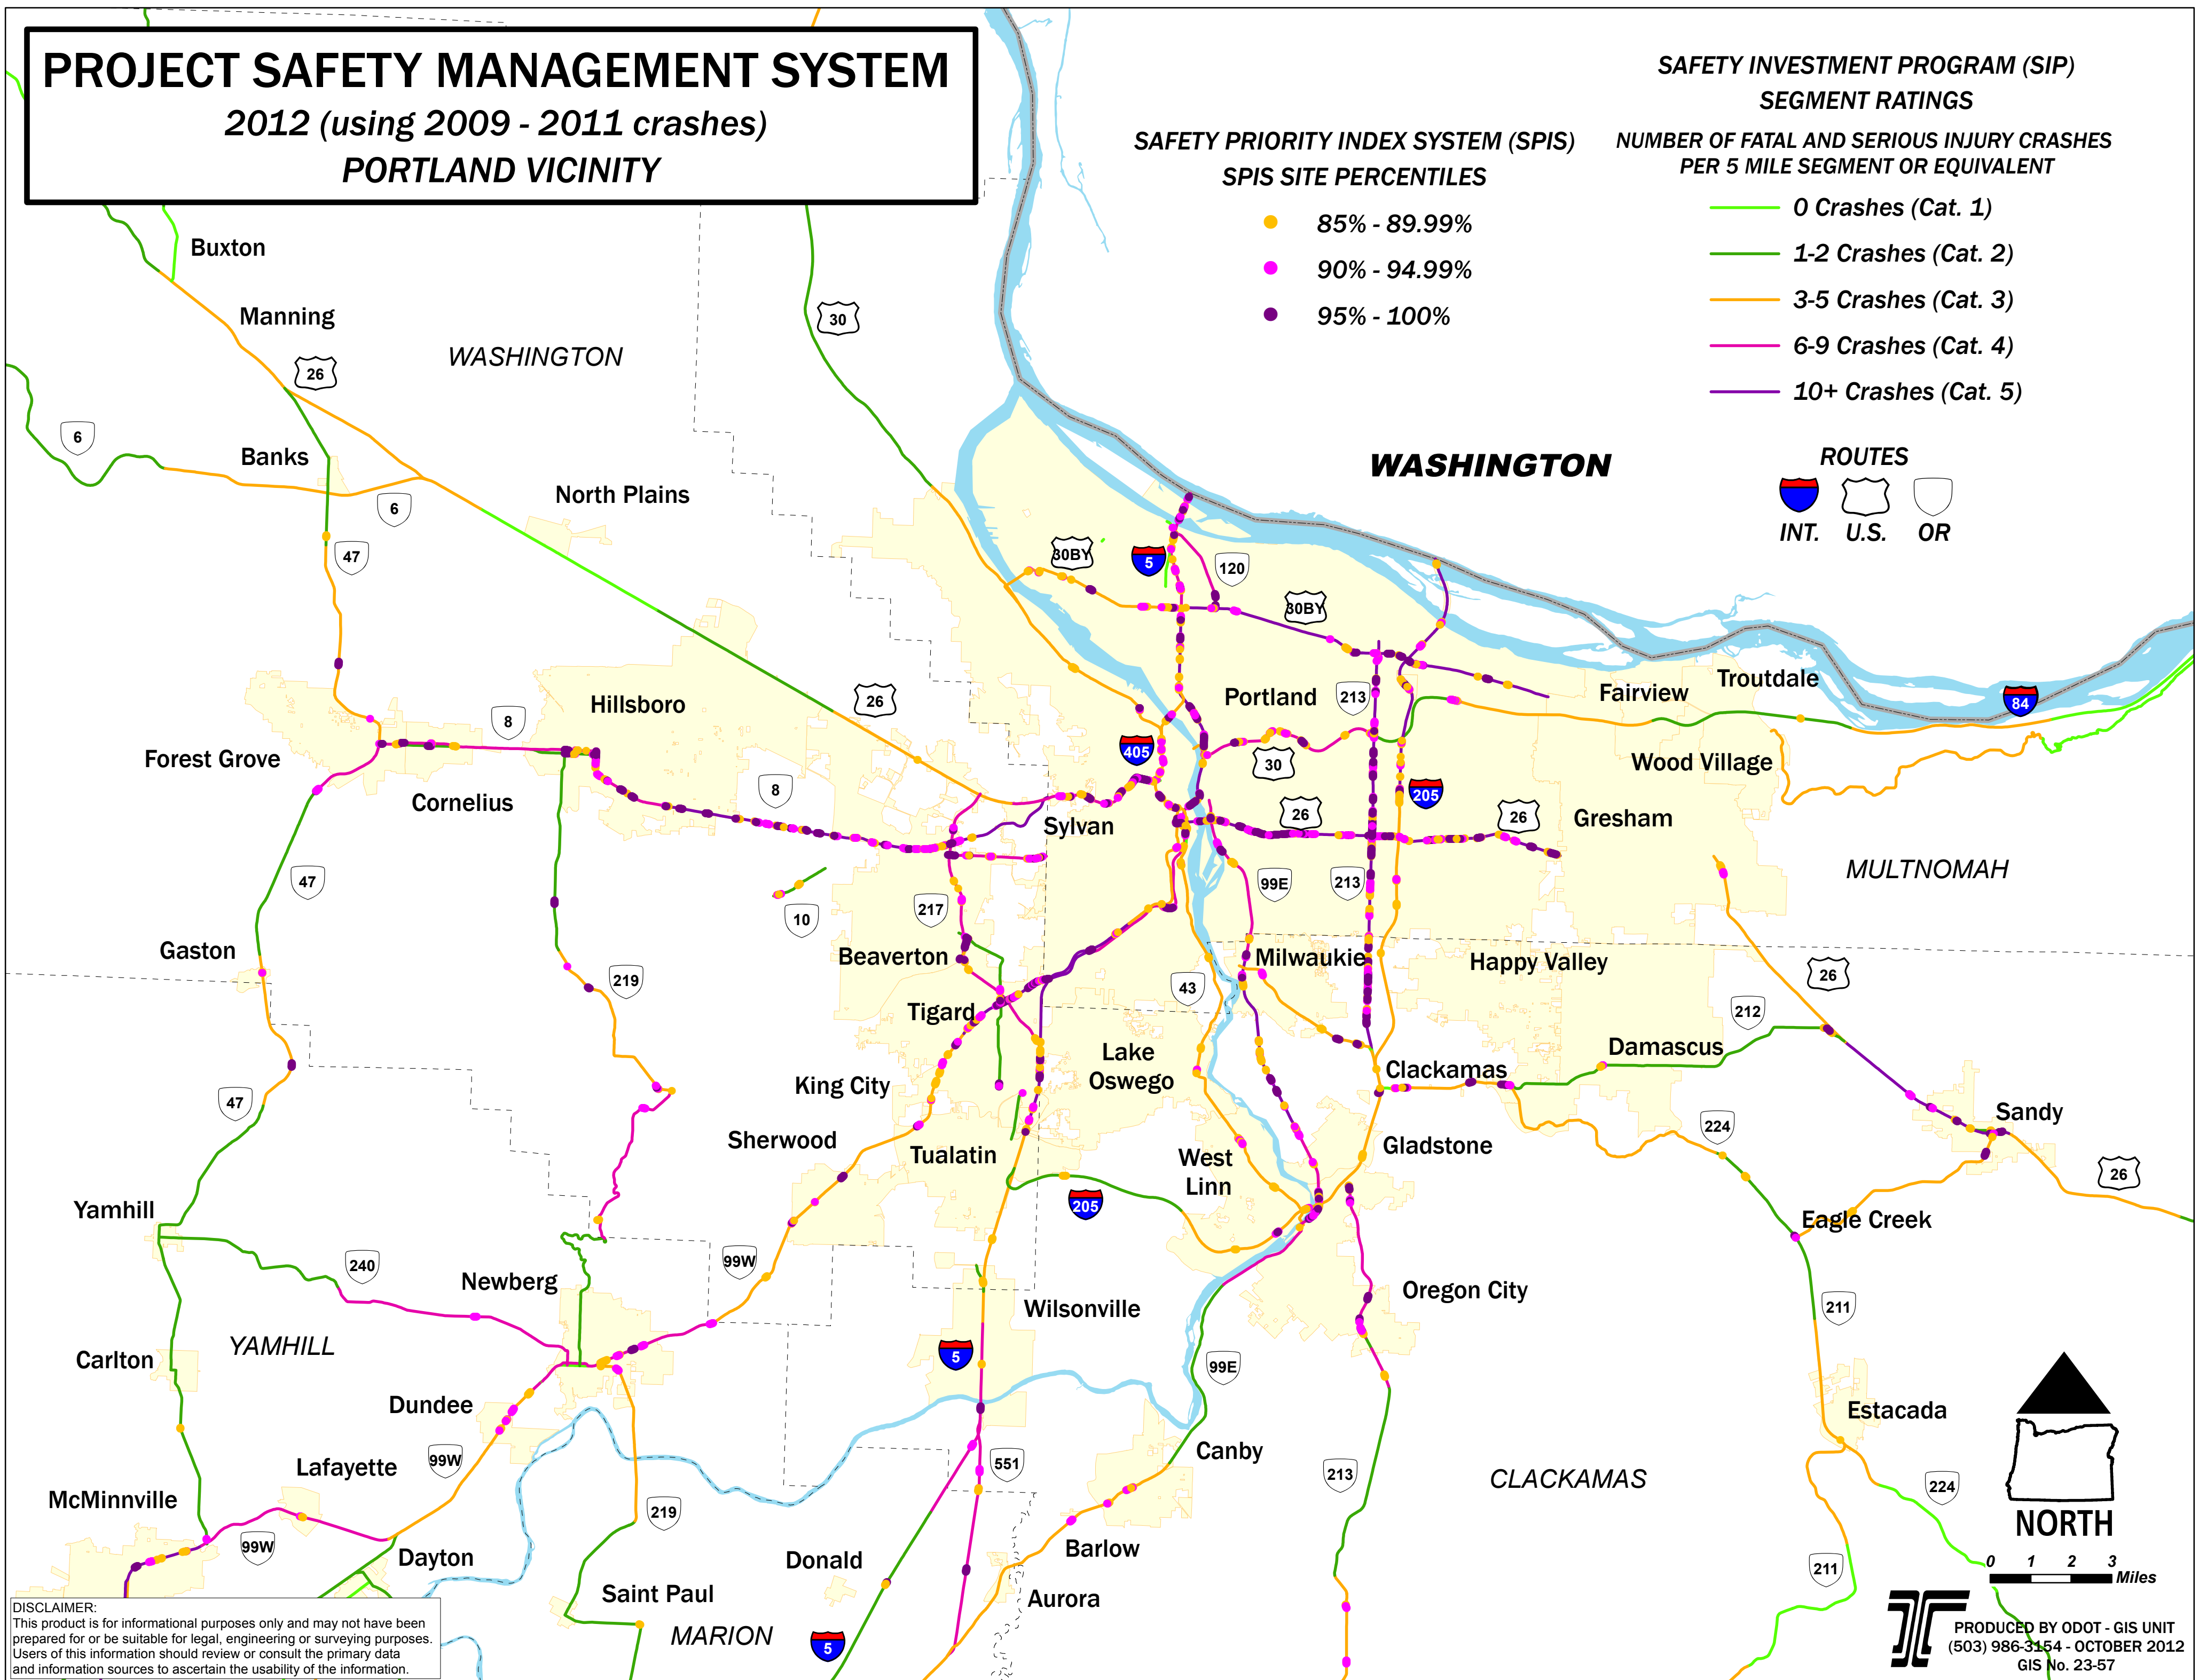 PROJECT SAFETY MANAGEMENT SYSTEM
2012 (using 2009 - 2011 crashes)
PORTLAND VICINITY
SAFETY PRIORITY INDEX SYSTEM (SPIS)
SPIS SITE PERCENTILES
85% - 89.99%
90% - 94.99%
95% - 100%
SAFETY INVESTMENT PROGRAM (SIP)
SEGMENT RATINGS
NUMBER OF FATAL AND SERIOUS INJURY CRASHES
PER 5 MILE SEGMENT OR EQUIVALENT
0 Crashes (Cat. 1)
1-2 Crashes (Cat. 2)
3-5 Crashes (Cat. 3)
6-9 Crashes (Cat. 4)
10+ Crashes (Cat. 5)
ROUTES
INT. U.S. OR
Buxton
Manning
WASHINGTON
30
26
6
Banks
6
North Plains
47
WASHINGTON
30BY
5
120
30BY
Hillsboro
26
8
Forest Grove
Cornelius
8
405
Portland
213
30
Fairview
Troutdale
84
Wood Village
205
26
26
Gresham
Sylvan
MULTNOMAH
47
10
217
99E
213
Gaston
Beaverton
219
Milwaukie
Happy Valley
26
43
Tigard
212
Lake
Oswego
Damascus
King City
Clackamas
47
Sandy
Sherwood
Tualatin
224
Gladstone
West
Linn
26
205
Yamhill
Eagle Creek
240
99W
Newberg
Oregon City
Wilsonville
211
YAMHILL
Carlton
5
99E
Dundee
Estacada
99W
Lafayette
551
Canby
213
CLACKAMAS
McMinnville
219
224
99W
Dayton
Donald
Barlow
211
Saint Paul
Aurora
MARION
5
NORTH
0 1 2 3
Miles
DISCLAIMER:
This product is for informational purposes only and may not have been
prepared for or be suitable for legal, engineering or surveying purposes.
Users of this information should review or consult the primary data
and information sources to ascertain the usability of the information.
PRODUCED BY ODOT - GIS UNIT
(503) 986-3154 - OCTOBER 2012
GIS No. 23-57